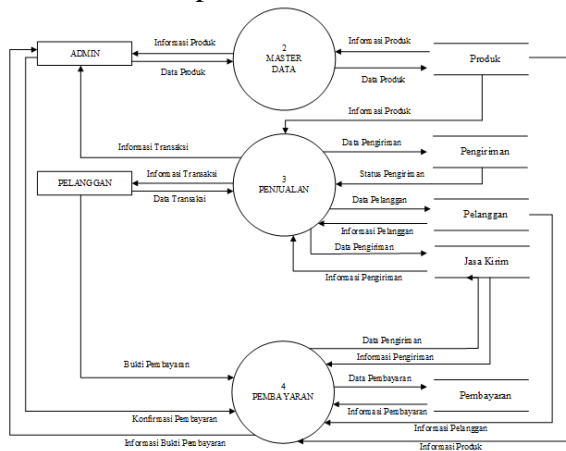 Informasi Produk
ADMIN
Data Produk
2
MASTER
DATA
Informasi Produk
Produk
Data Produk
Informasi Produk
Informasi Transaksi
Data Pengiriman
Pengiriman
Status Pengiriman
PELANGGAN
Informasi Transaksi
Data Transaksi
3
PENJUALAN
Data Pelanggan
Pelanggan
Informasi Pelanggan
Data Pengiriman
Jasa Kirim
Informasi Pengiriman
Data Pengiriman
Informasi Pengiriman
Bukti Pembayaran
4
PEMBAYARAN
Data Pembayaran
Pembayaran
Informasi Pembayaran
Konfirmasi Pembayaran
Informasi Pelanggan
Informasi Bukti Pembayaran
Informasi Produk